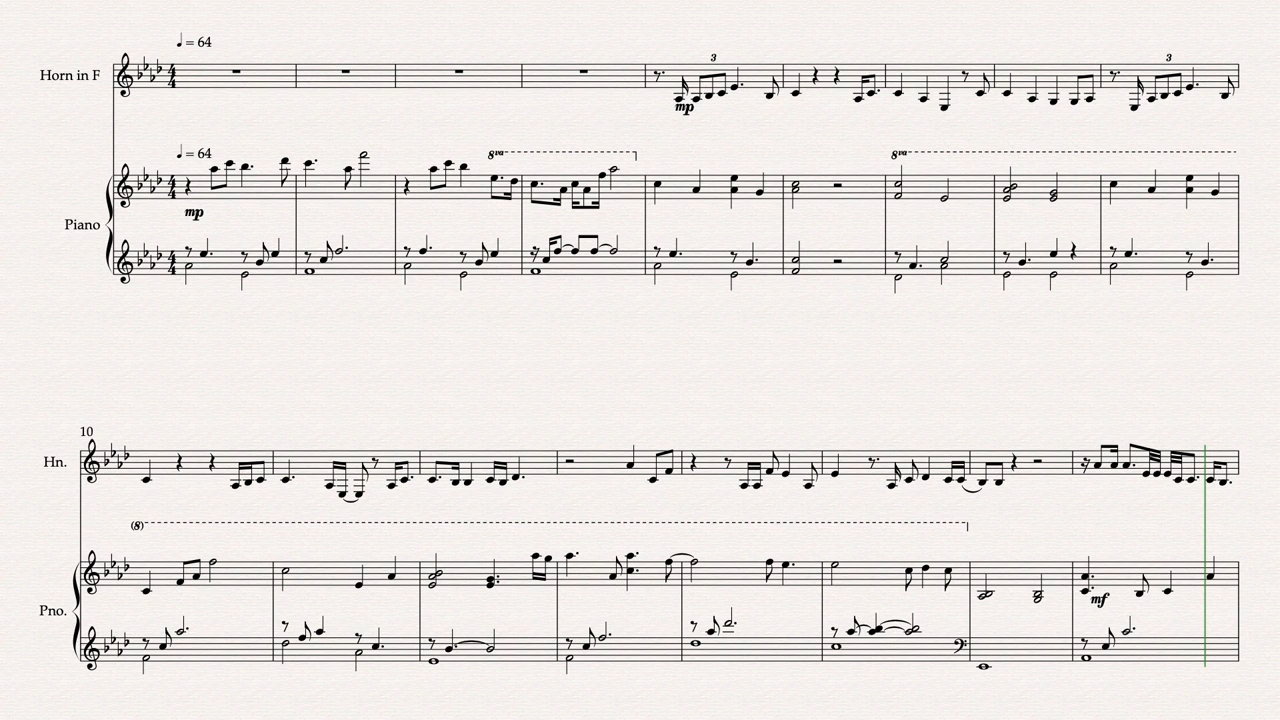 ♩ = 64
Horn in F
3
3
mp
♩ = 64
8va
8va
mp
Piano
10
Hn.
(8)
mf
Pno.